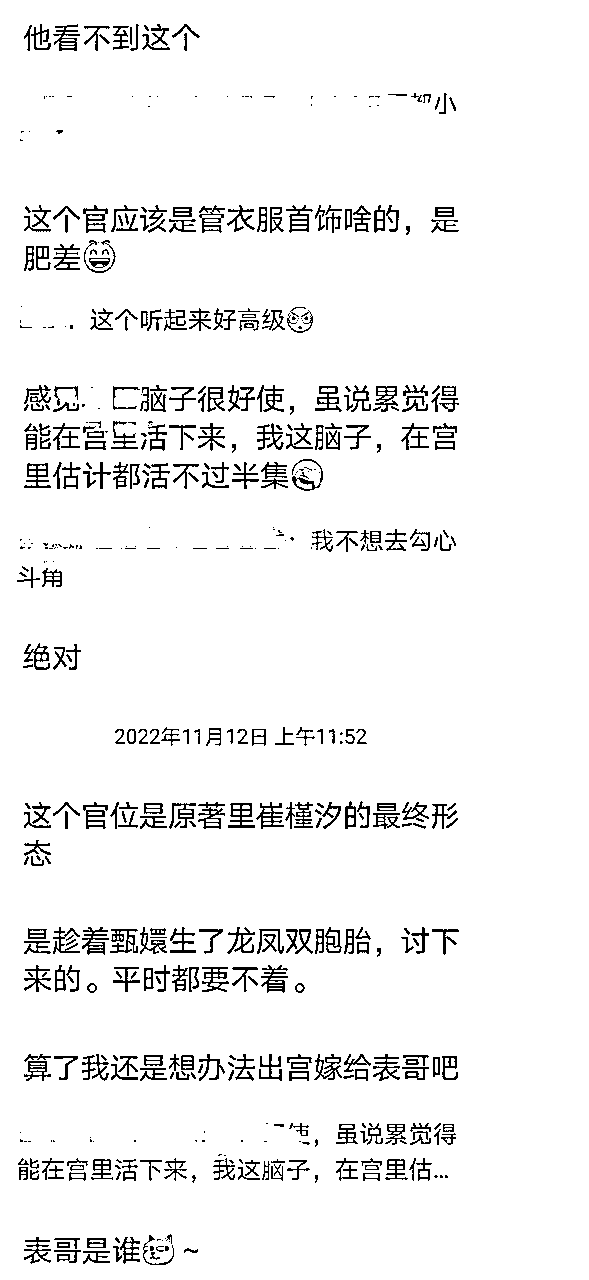 他看不到这个
都小
这个官应该是管衣服首饰啥的，是
肥差😄
这个听起来好高级
感见 脑子很好使，虽说累觉得
能在宫里活下来，我这脑子，在宫
里估计都活不过半集
我不想去勾心
斗角
绝对
2022年11月12日 上午11:52
这个官位是原著里崔槿汐的最终形
态
是趁着甄嬛生了龙凤双胞胎，讨下
来的。平时都要不着。
算了我还是想办法出宫嫁给表哥吧
使，虽说累觉得
能在宫里活下来，我这脑子，在宫里估...
表哥是谁～